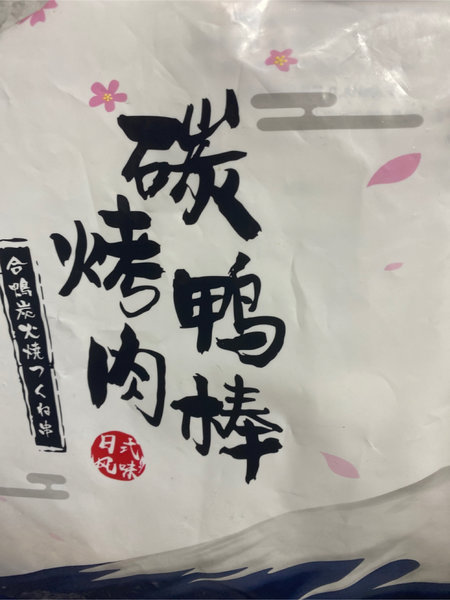 碳烤鸭肉棒
合鴨炭火焼つくね串
日式
风味